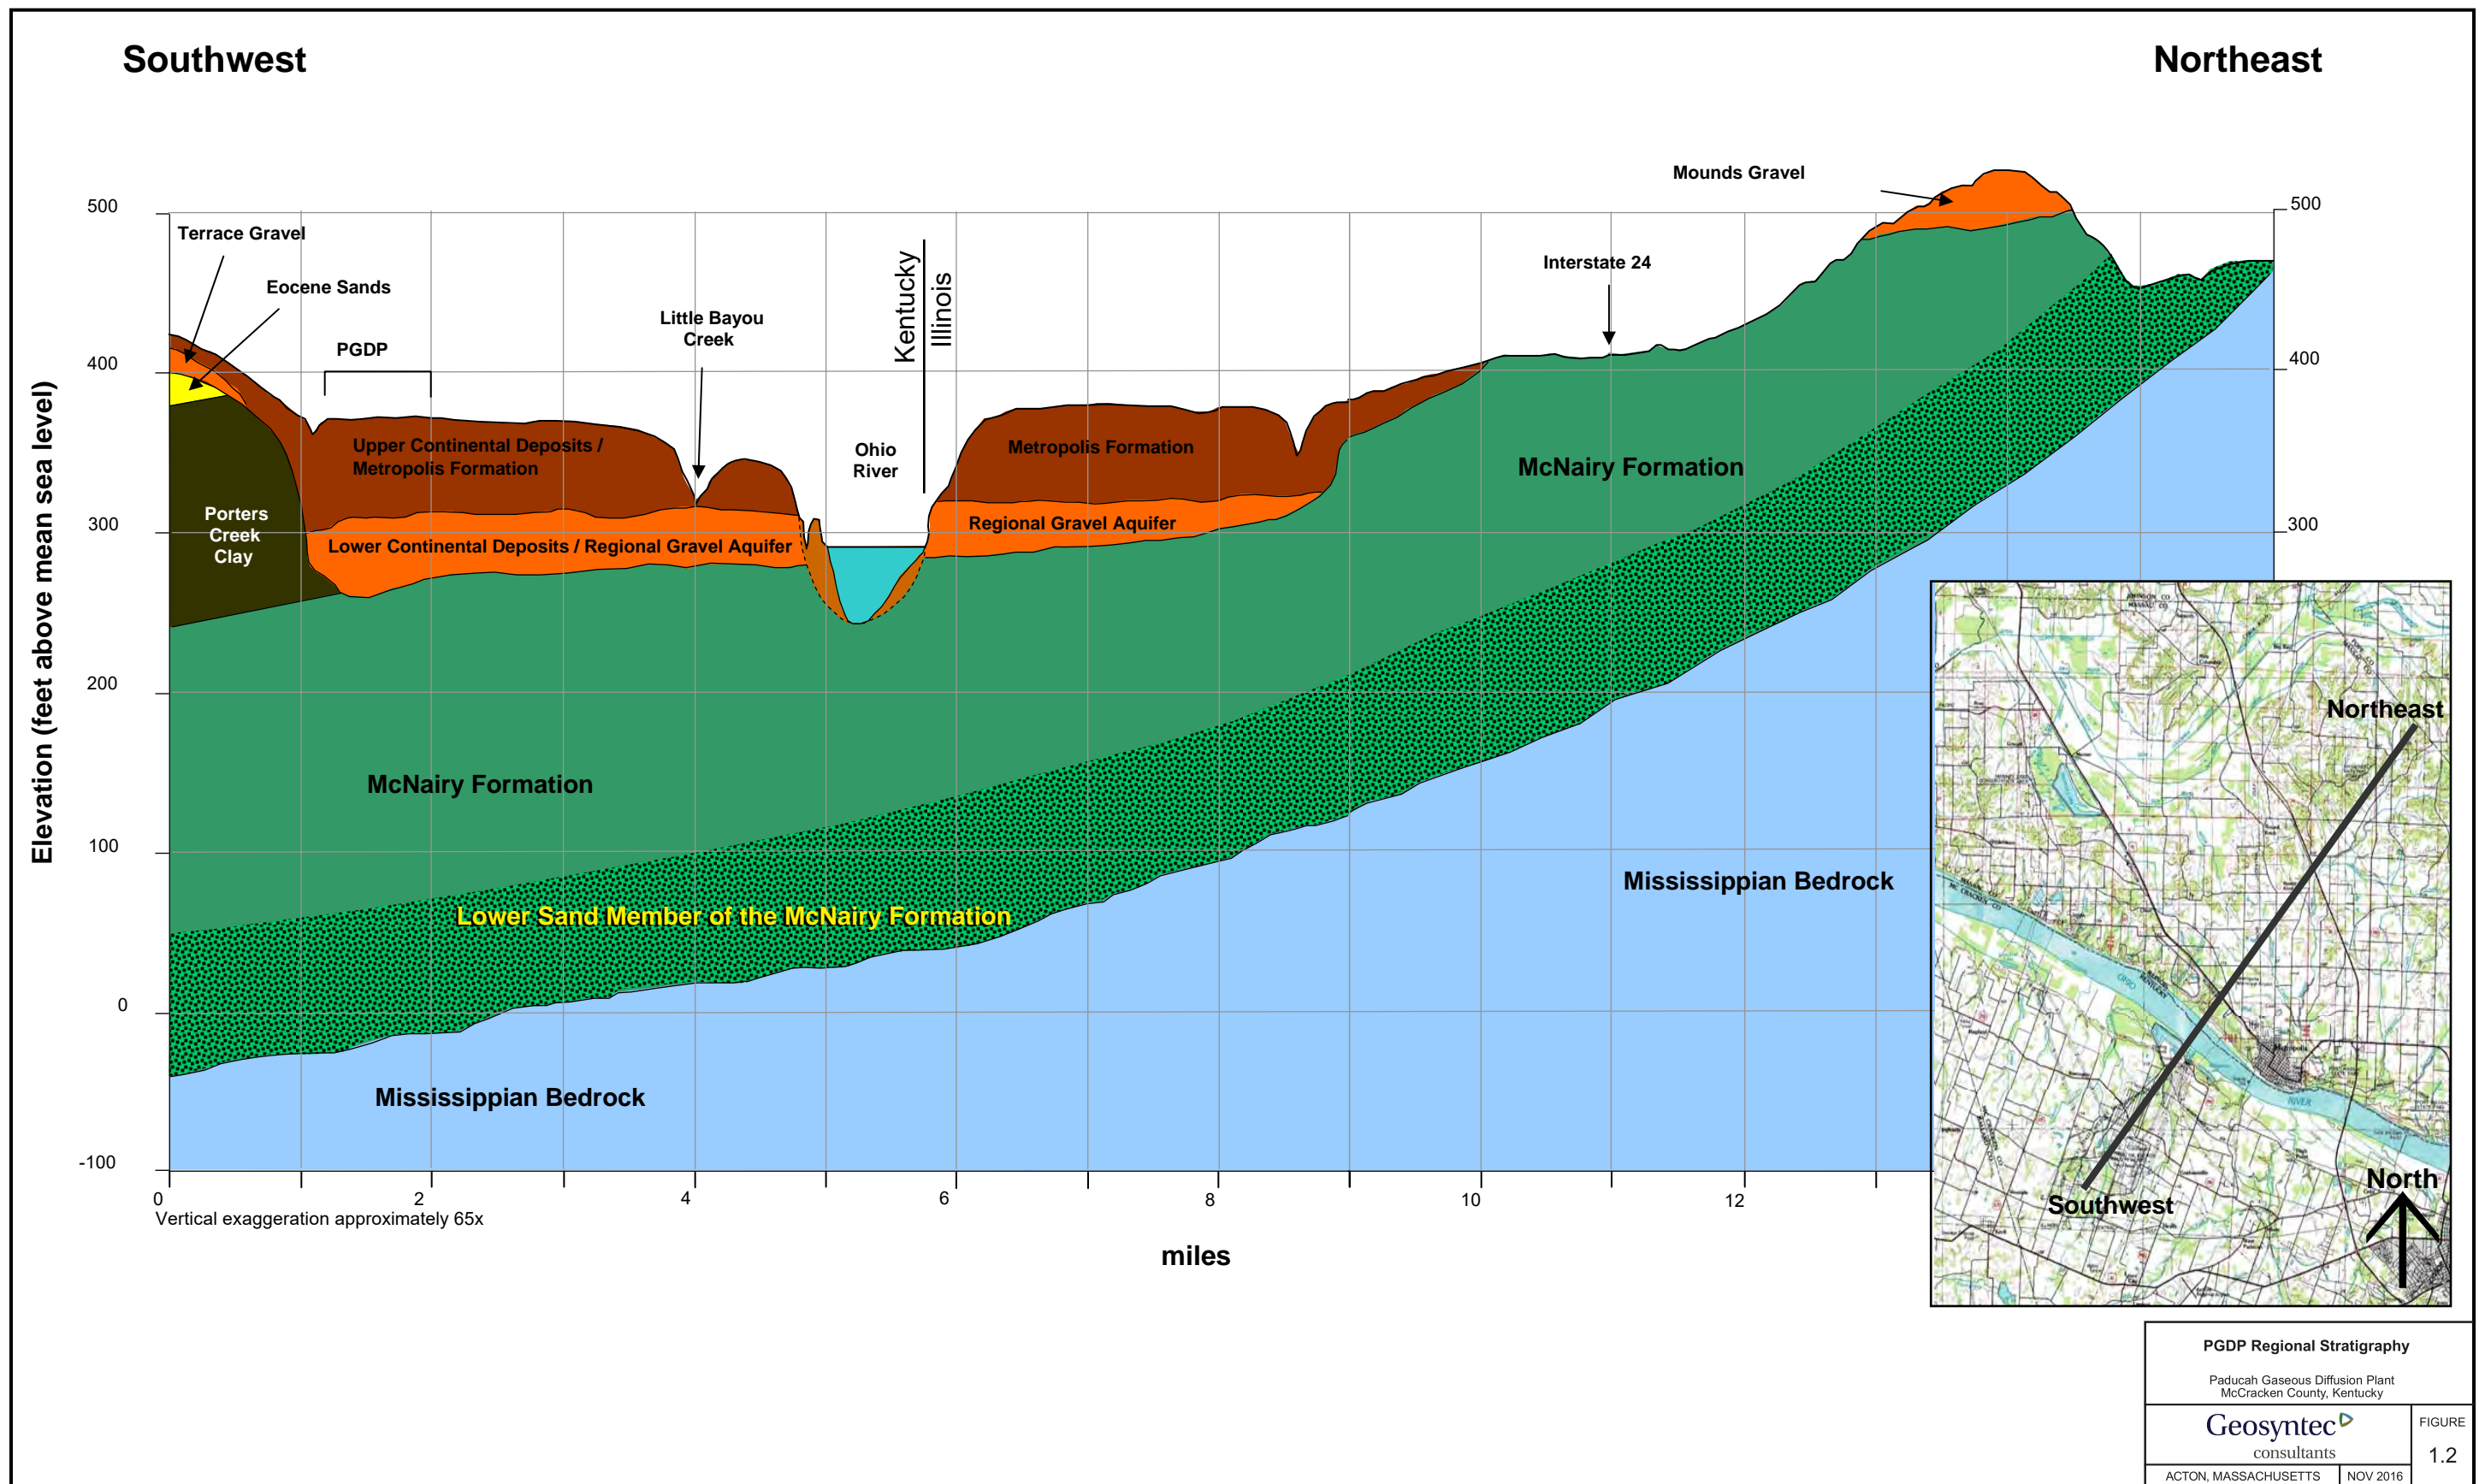 Southwest
Northeast
Mounds Gravel
500
500
Terrace Gravel
Eocene Sands
Kentucky
Illinois
Interstate 24
Little Bayou
Creek
PGDP
400
400
Upper Continental Deposits /
Metropolis Formation
Ohio
River
Metropolis Formation
McNairy Formation
Porters
Creek
Clay
300
300
Regional Gravel Aquifer
Lower Continental Deposits / Regional Gravel Aquifer
Elevation (feet above mean sea level)
200
McNairy Formation
100
Mississippian Bedrock
Lower Sand Member of the McNairy Formation
0
Mississippian Bedrock
-100
0
2
4
6
8
10
12
Vertical exaggeration approximately 65x
miles
Northeast
OHIO
Metropolis
RIVER
North
Southwest
PGDP Regional Stratigraphy
Paducah Gaseous Diffusion Plant
McCracken County, Kentucky
Geosyntec
consultants
FIGURE
1.2
ACTON, MASSACHUSETTS
NOV 2016